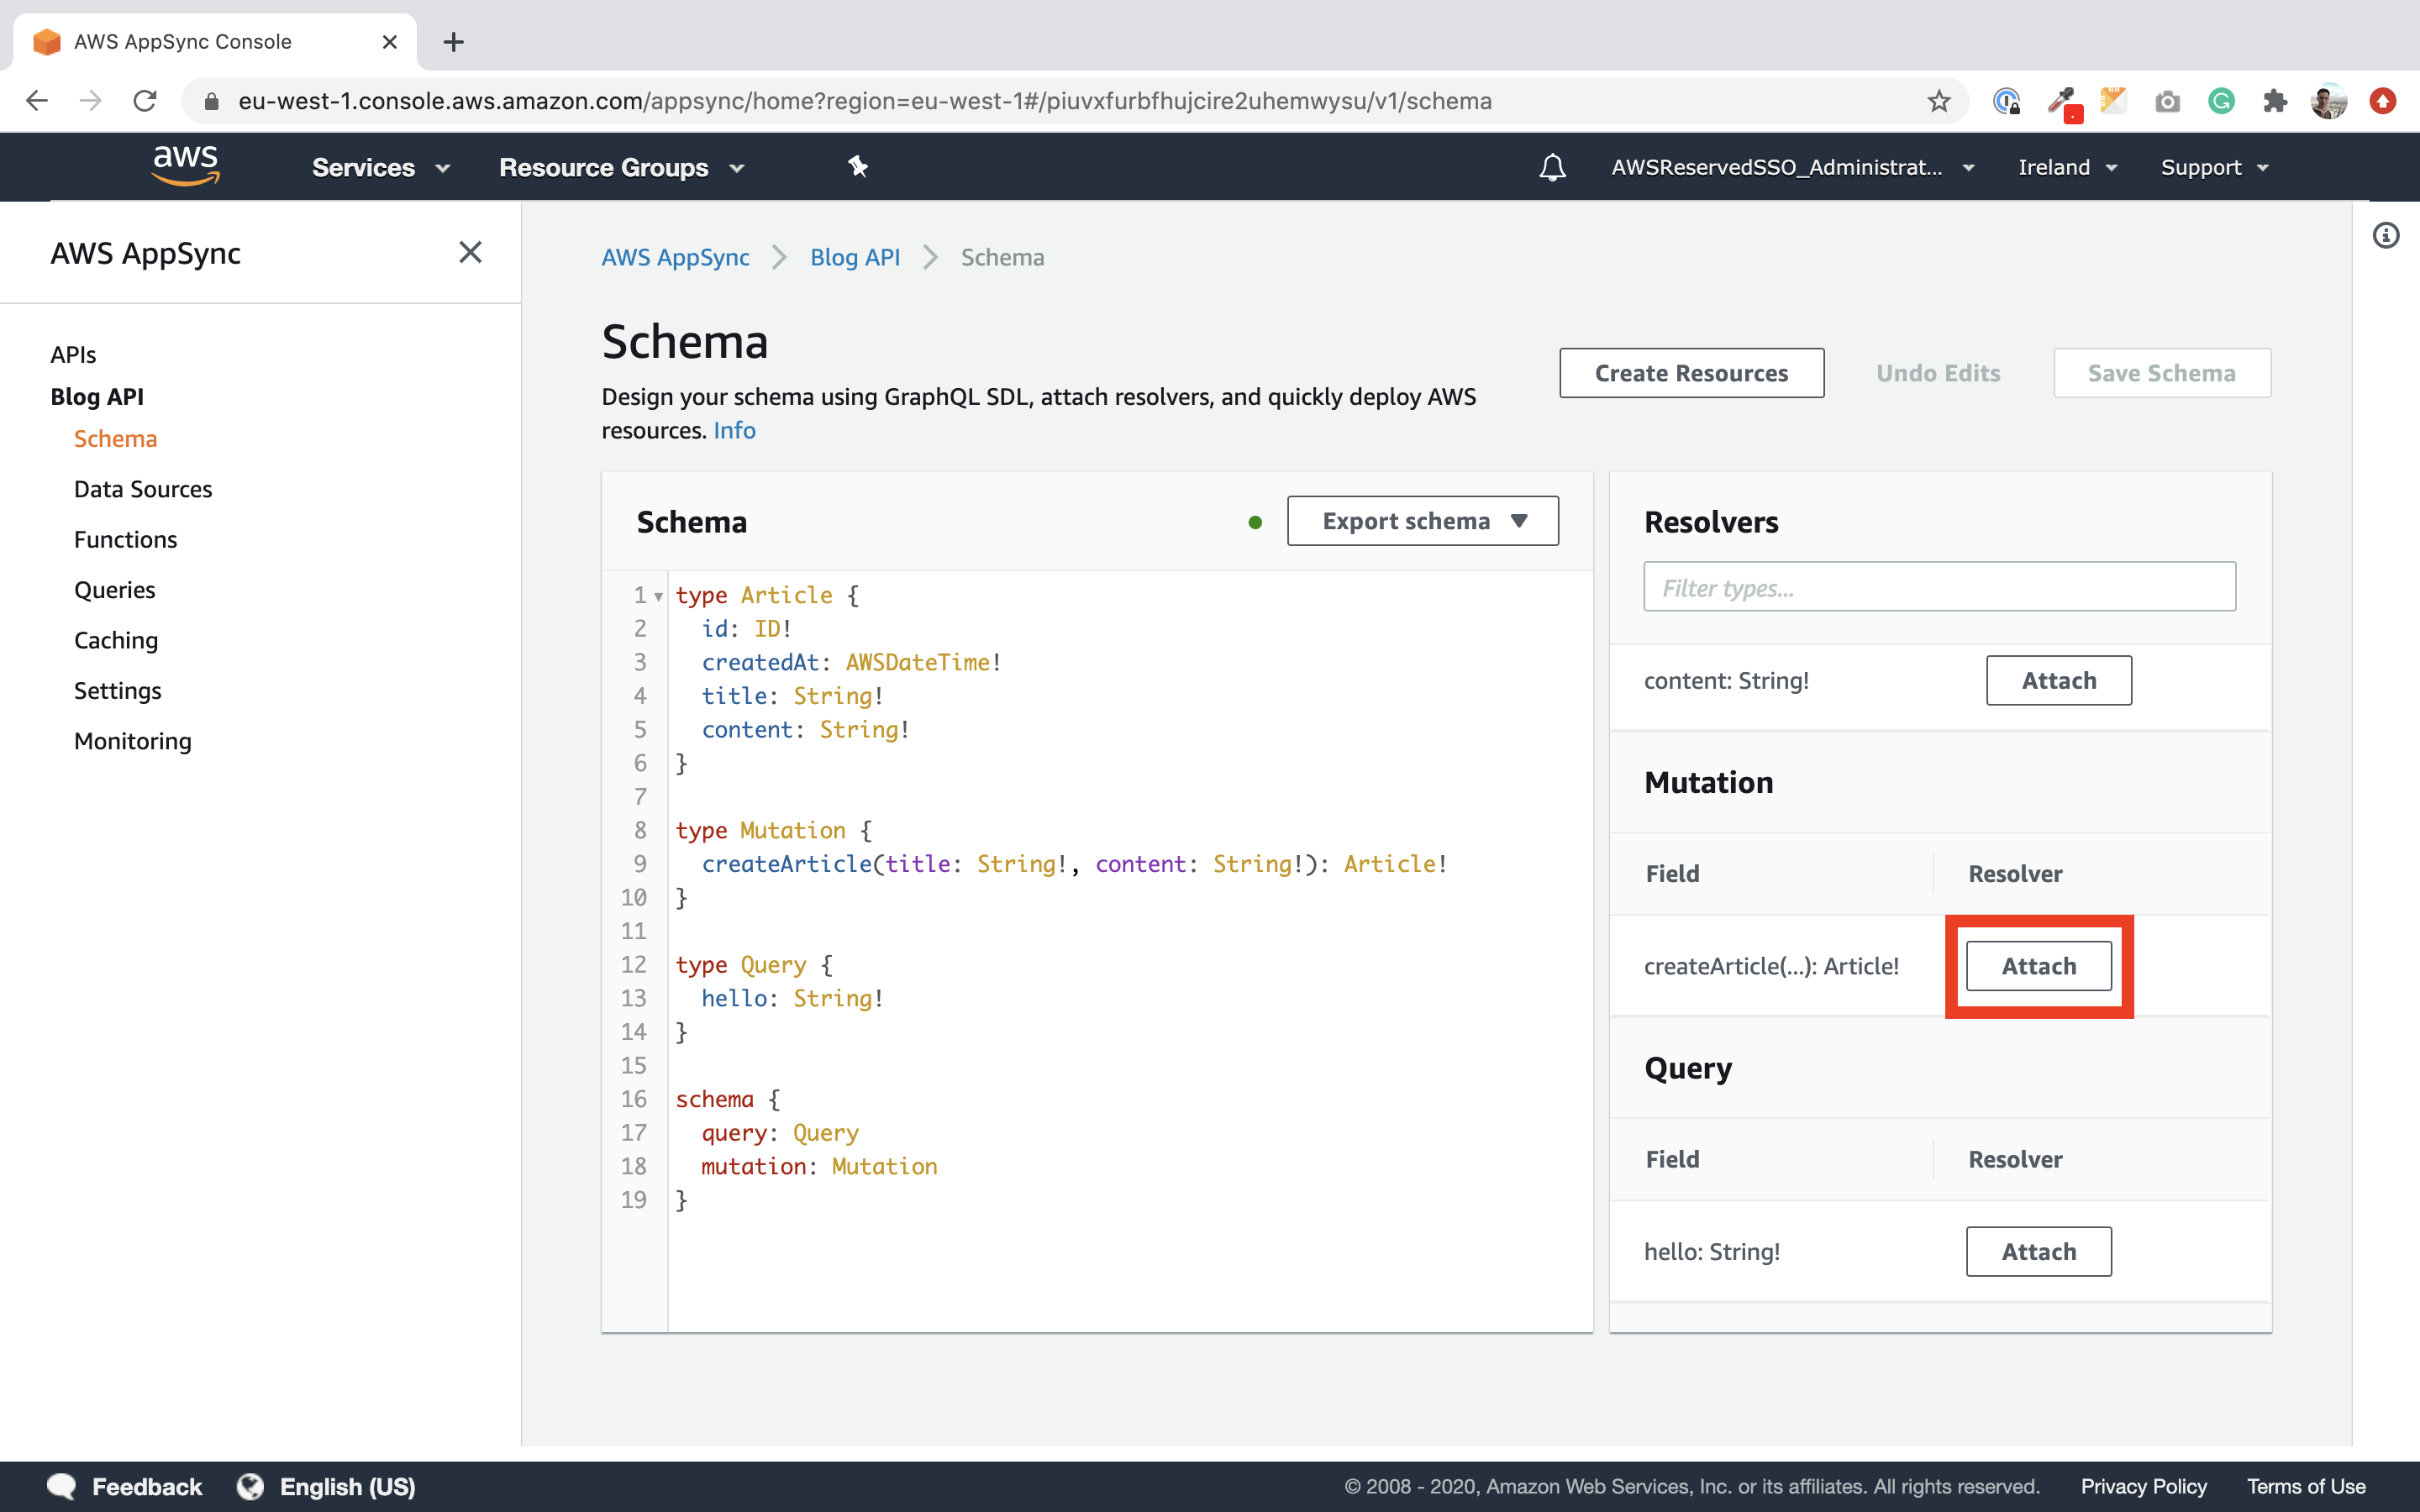 AWS AppSync Console
eu-west-1.console.aws.amazon.com/appsync/home?region=eu-west-1#/piuvxfurbfhujcire2uhemwysu/v1/schema
aws
Services
Resource Groups
AWSReservedSSO_Administrat...
Ireland
Support
AWS AppSync
APIs
Blog API
Schema
Data Sources
Functions
Queries
Caching
Settings
Monitoring
AWS AppSync
Blog API
Schema
Schema
Design your schema using GraphQL SDL, attach resolvers, and quickly deploy AWS
resources. Info
Create Resources
Undo Edits
Save Schema
Schema
Export schema
1 type Article {
2 id: ID!
3 createdAt: AWSDateTime!
4 title: String!
5 content: String!
6 }
7
8 type Mutation {
9 createArticle(title: String!, content: String!): Article!
10 }
11
12 type Query {
13 hello: String!
14 }
15
16 schema {
17 query: Query
18 mutation: Mutation
19 }
Resolvers
Filter types...
content: String! Attach
Mutation
Field Resolver
createArticle(...): Article! Attach
Query
Field Resolver
hello: String! Attach
Feedback
English (US)
© 2008 - 2020, Amazon Web Services, Inc. or its affiliates. All rights reserved.
Privacy Policy
Terms of Use